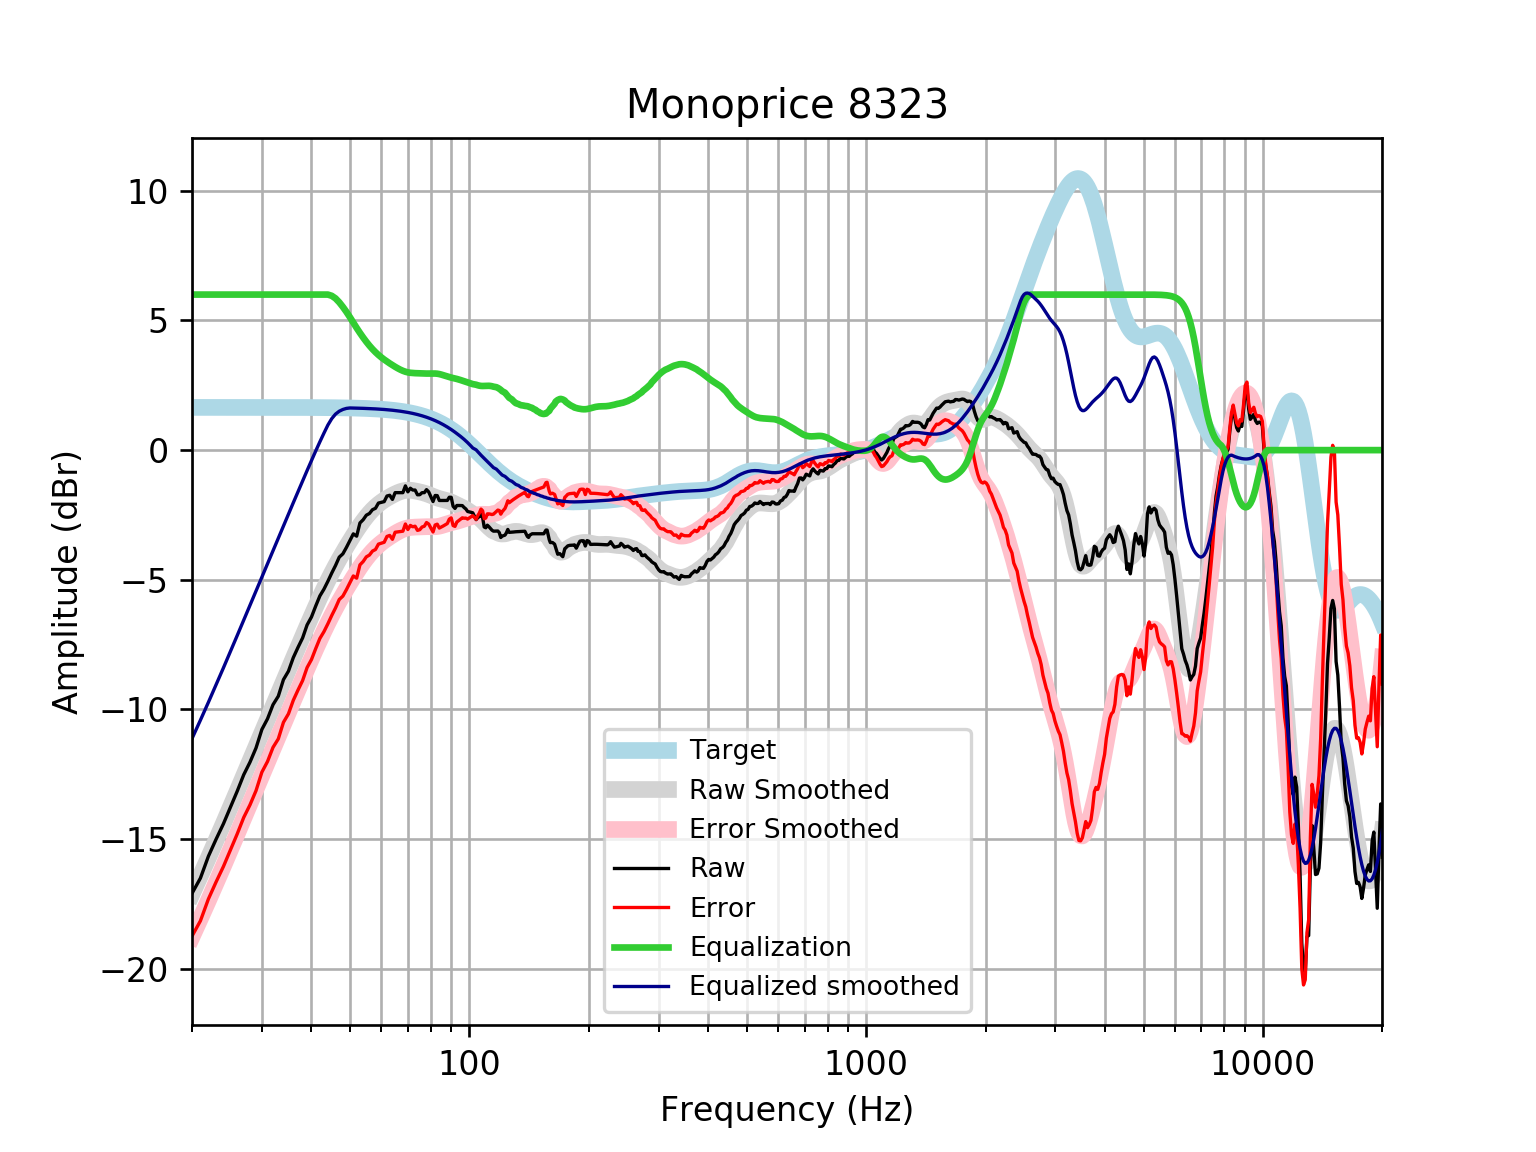 Monoprice 8323
10
5
0
−5
−10
−15
−20
Amplitude (dBr)
Target
Raw Smoothed
Error Smoothed
Raw
Error
Equalization
Equalized smoothed
100
1000
10000
Frequency (Hz)